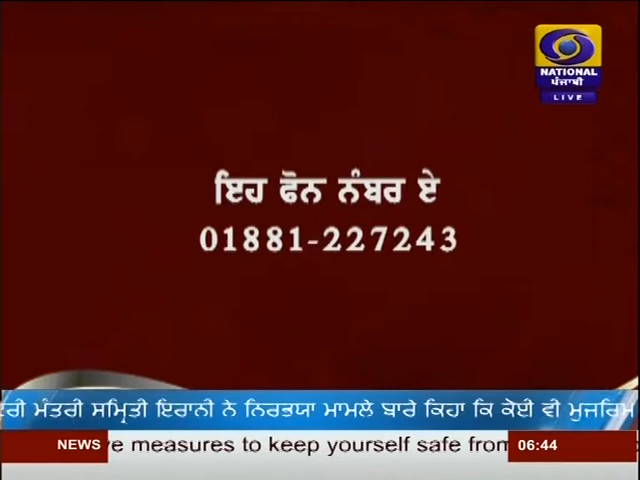 NATIONAL
ਪੰਜਾਬੀ
LIVE
ਇਹ ਫੋਨ ਨੰਬਰ ਏ
01881-227243
ਮੰਤਰੀ ਸਮ੍ਰਿਤੀ ਇਰਾਨੀ ਨੇ ਨਿਰਭਯਾ ਮਾਮਲੇ ਬਾਰੇ ਕਿਹਾ ਕਿ ਕੋਈ ਵੀ ਮੁਜਰਿਮ
NEWS measures to keep yourself safe from 06:44